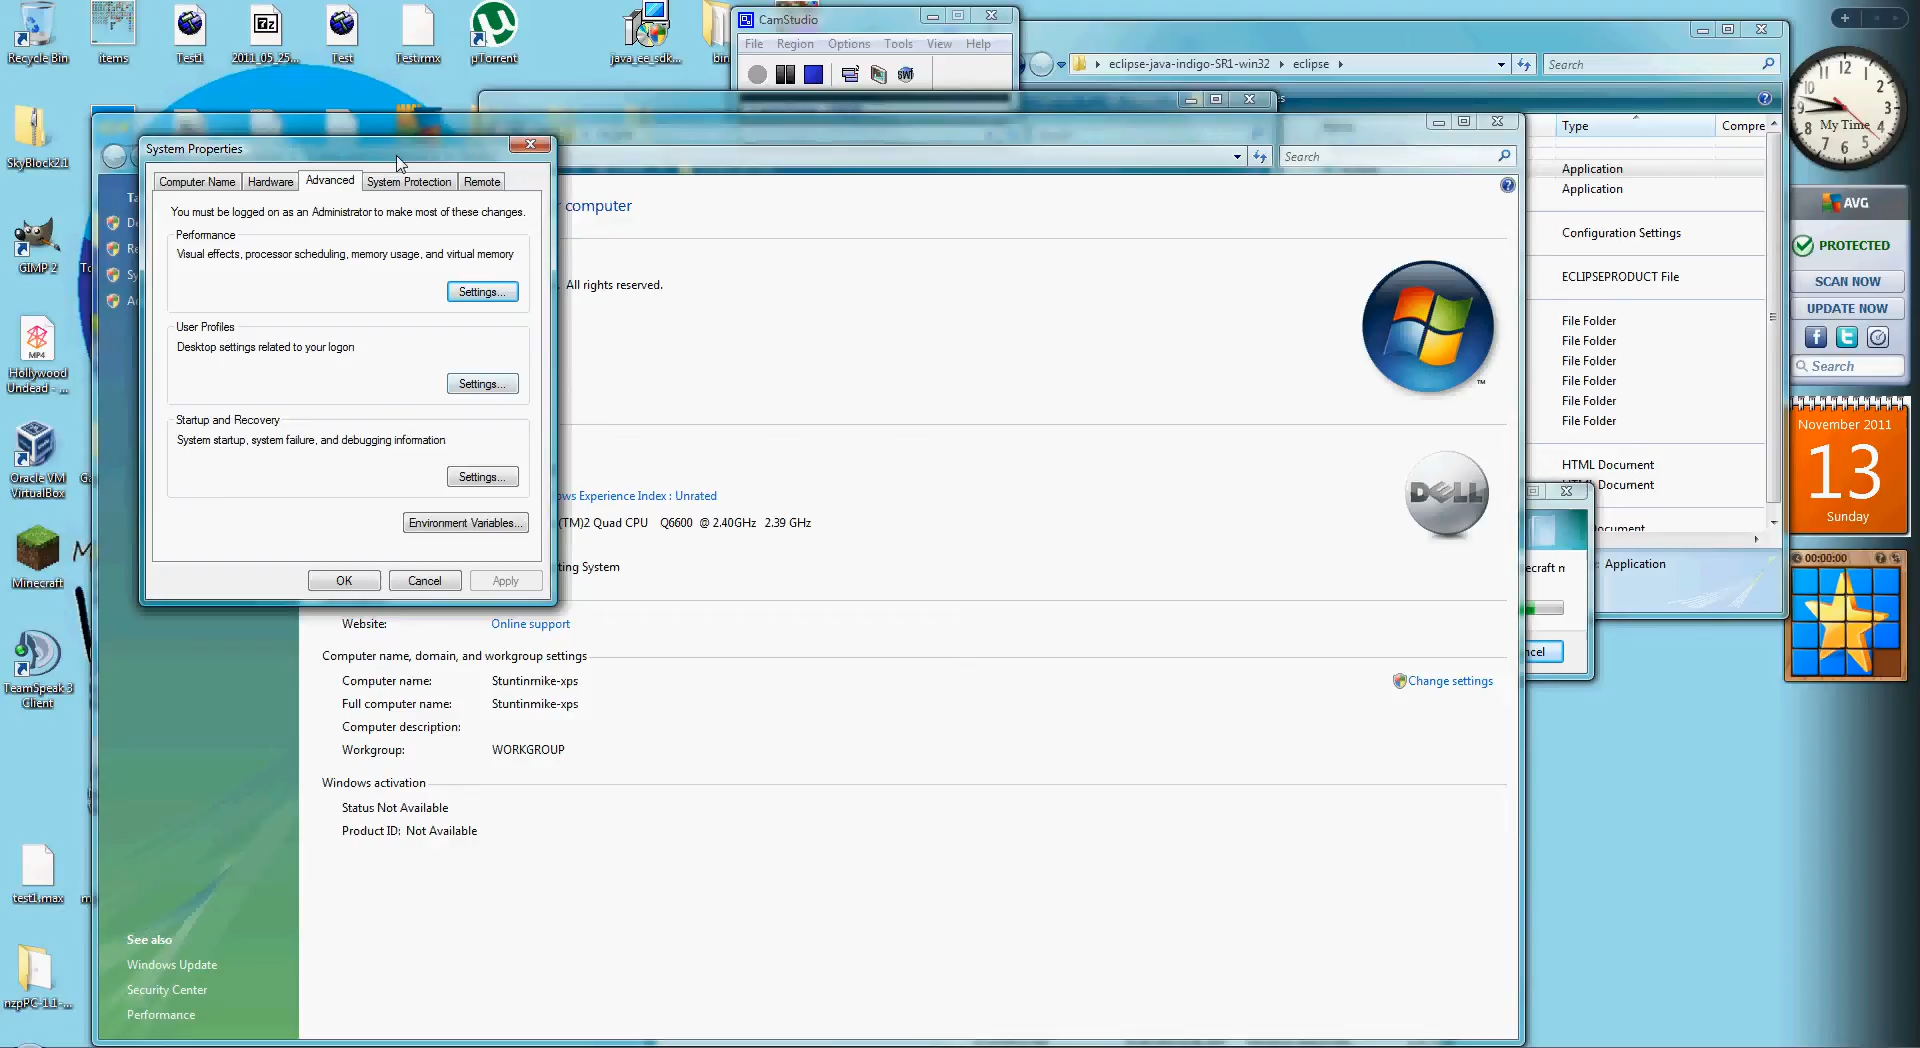 Recycle Bin
items
Test1
2011_05_25...
Test
Test.rmx
µTorrent
java_ee_sdk...
bin
CamStudio
File Region Options Tools View Help
eclipse-java-indigo-SR1-win32 eclipse
Search
12
My Time
SkyBlock2.1
GIMP 2
MP4
Hollywood
Undead - ...
Oracle VM
VirtualBox
Minecraft
TeamSpeak 3
Client
test1.max
nzpPC-1.1-...
System Properties
Computer Name Hardware Advanced System Protection Remote
You must be logged on as an Administrator to make most of these changes.
Performance
Visual effects, processor scheduling, memory usage, and virtual memory
Settings...
User Profiles
Desktop settings related to your logon
Settings...
Startup and Recovery
System startup, system failure, and debugging information
Settings...
Environment Variables...
OK Cancel Apply
Search
computer
All rights reserved.
ws Experience Index : Unrated
(TM)2 Quad CPU Q6600 @ 2.40GHz 2.39 GHz
DELL
ting System
Website: Online support
Computer name, domain, and workgroup settings
Computer name: Stuntinmike-xps
Change settings
Full computer name: Stuntinmike-xps
Computer description:
Workgroup: WORKGROUP
Windows activation
Status Not Available
Product ID: Not Available
See also
Windows Update
Security Center
Performance
Type Compre
Application
Application
Configuration Settings
ECLIPSEPRODUCT File
File Folder
File Folder
File Folder
File Folder
File Folder
File Folder
HTML Document
HTML Document
Application
ecraft n
ncel
AVG
PROTECTED
SCAN NOW
UPDATE NOW
Search
November 2011
13
Sunday
00:00:00